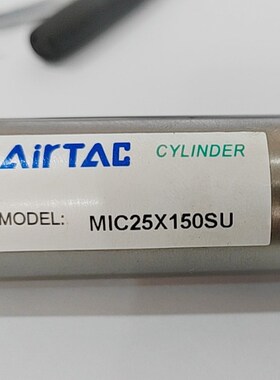 AirTAC CYLINDER
MODEL: MIC25X150SU